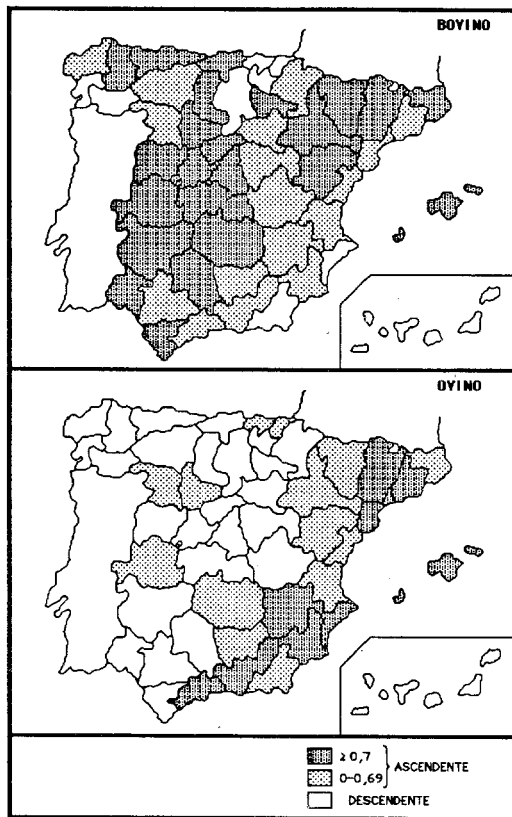 BOVINO
OVINO
≥0,7
ASCENDENTE
0-0,69
DESCENDENTE